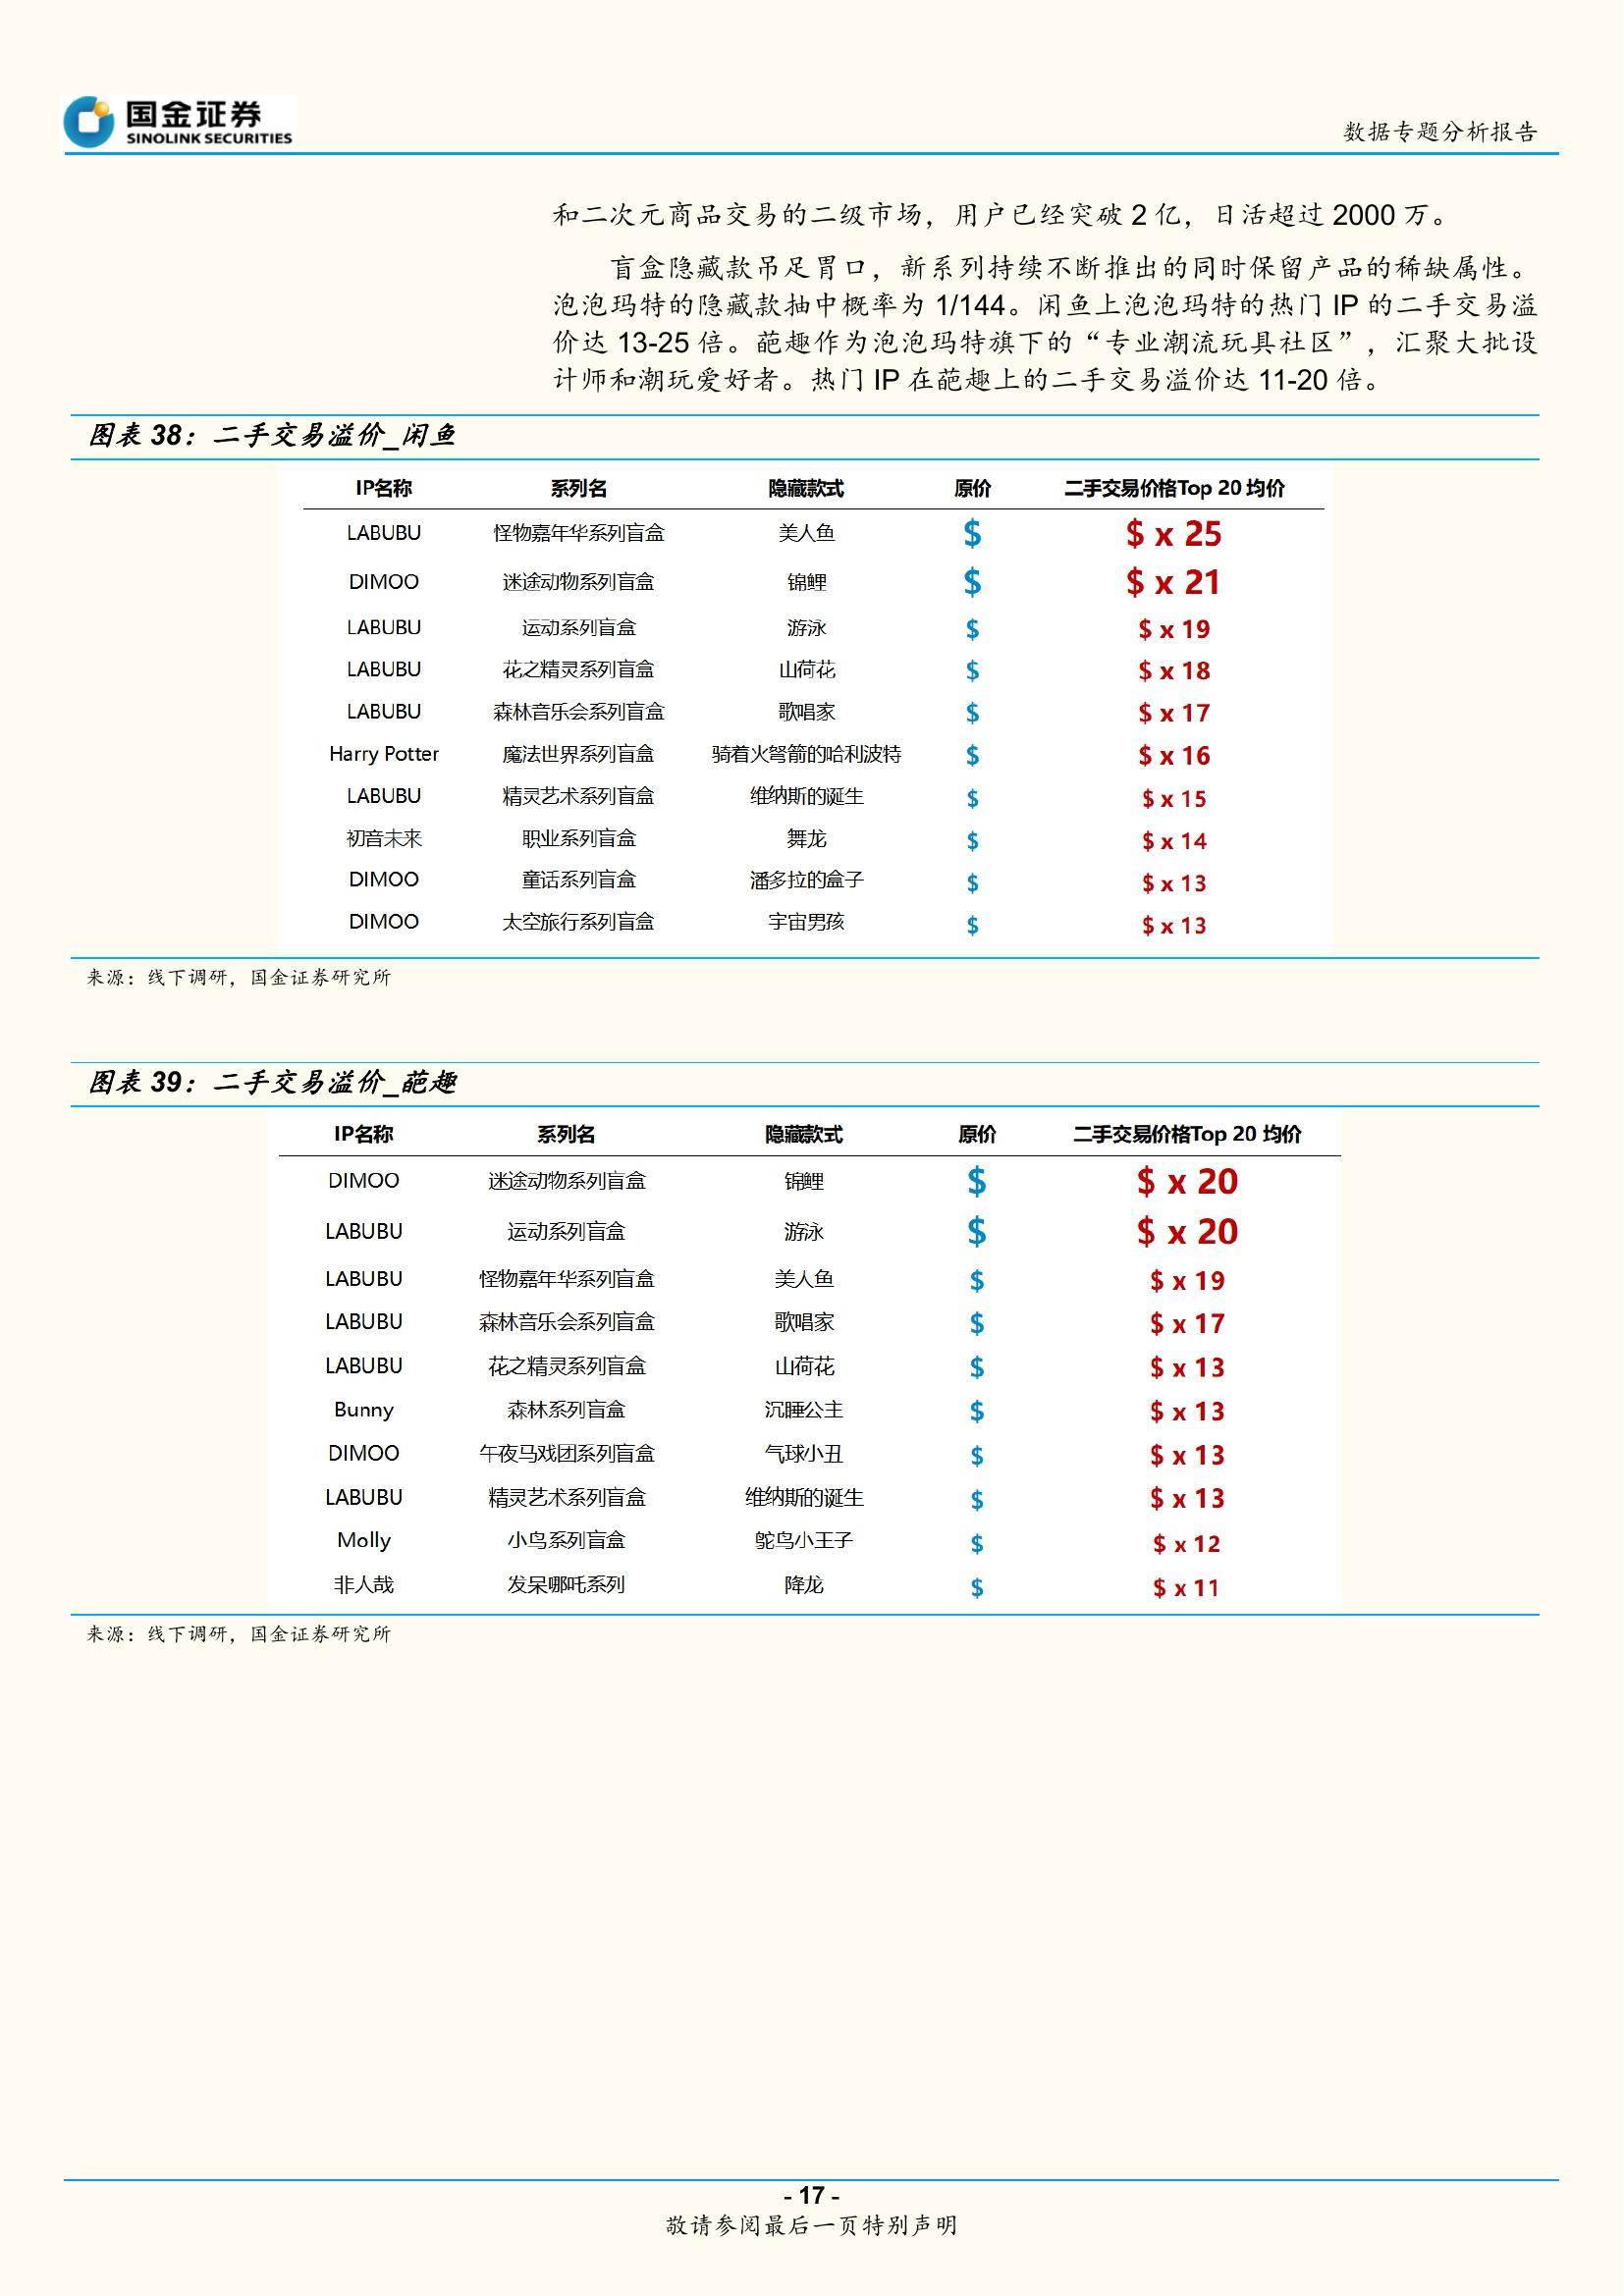 国金证券
SINOLINK SECURITIES
数据专题分析报告
和二次元商品交易的二级市场，用户已经突破 2 亿，日活超过 2000 万。
盲盒隐藏款吊足胃口，新系列持续不断推出的同时保留产品的稀缺属性。
泡泡玛特的隐藏款抽中概率为 1/144。闲鱼上泡泡玛特的热门 IP 的二手交易溢
价达 13-25 倍。葩趣作为泡泡玛特旗下的“专业潮流玩具社区”，汇聚大批设
计师和潮玩爱好者。热门 IP 在葩趣上的二手交易溢价达 11-20 倍。
图表 38：二手交易溢价_闲鱼
IP名称 系列名 隐藏款式 原价 二手交易价格Top 20 均价
LABUBU 怪物嘉年华系列盲盒 美人鱼 $ $ x 25
DIMOO 迷途动物系列盲盒 锦鲤 $ $ x 21
LABUBU 运动系列盲盒 游泳 $ $ x 19
LABUBU 花之精灵系列盲盒 山荷花 $ $ x 18
LABUBU 森林音乐会系列盲盒 歌唱家 $ $ x 17
Harry Potter 魔法世界系列盲盒 骑着火弩箭的哈利波特 $ $ x 16
LABUBU 精灵艺术系列盲盒 维纳斯的诞生 $ $ x 15
初音未来 职业系列盲盒 舞龙 $ $ x 14
DIMOO 童话系列盲盒 潘多拉的盒子 $ $ x 13
DIMOO 太空旅行系列盲盒 宇宙男孩 $ $ x 13
来源：线下调研，国金证券研究所
图表 39：二手交易溢价_葩趣
IP名称 系列名 隐藏款式 原价 二手交易价格Top 20 均价
DIMOO 迷途动物系列盲盒 锦鲤 $ $ x 20
LABUBU 运动系列盲盒 游泳 $ $ x 20
LABUBU 怪物嘉年华系列盲盒 美人鱼 $ $ x 19
LABUBU 森林音乐会系列盲盒 歌唱家 $ $ x 17
LABUBU 花之精灵系列盲盒 山荷花 $ $ x 13
Bunny 森林系列盲盒 沉睡公主 $ $ x 13
DIMOO 午夜马戏团系列盲盒 气球小丑 $ $ x 13
LABUBU 精灵艺术系列盲盒 维纳斯的诞生 $ $ x 13
Molly 小鸟系列盲盒 鸵鸟小王子 $ $ x 12
非人哉 发呆哪吒系列 降龙 $ $ x 11
来源：线下调研，国金证券研究所
- 17 -
敬请参阅最后一页特别声明